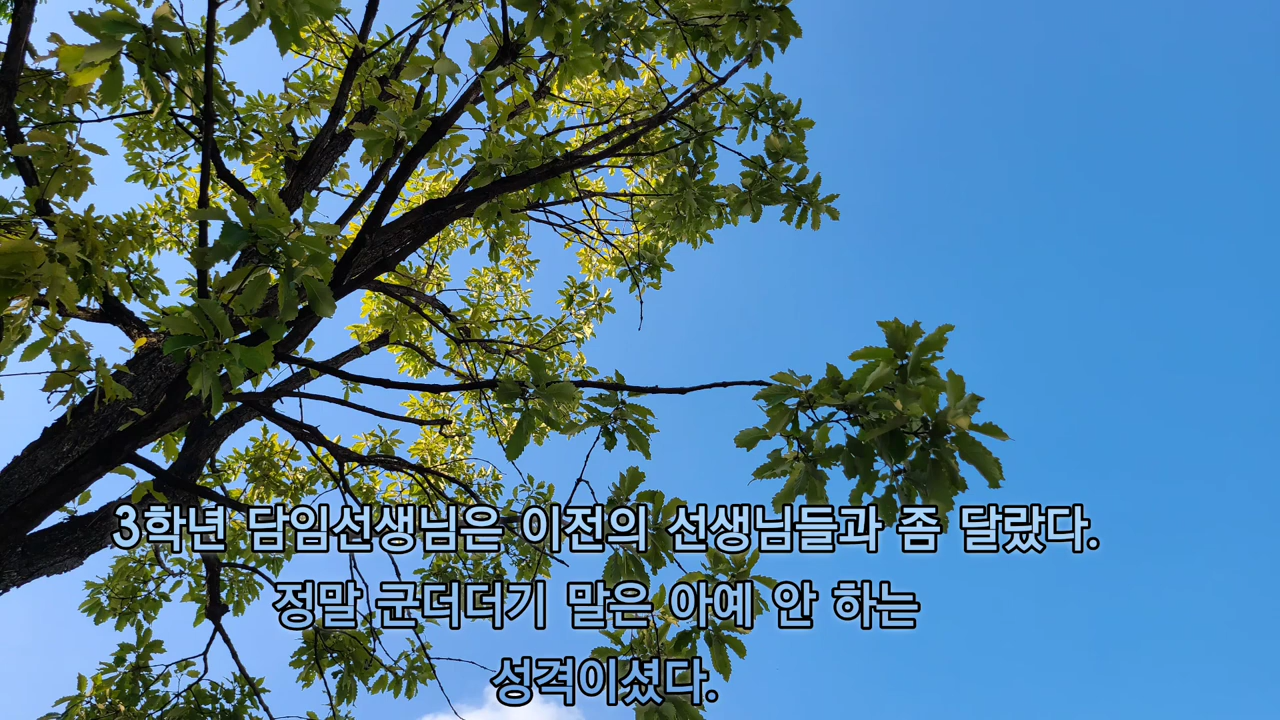 3학년 담임선생님은 이전의 선생님들과 좀 달랐다.
정말 군더더기 말은 아예 안 하는
성격이셨다.